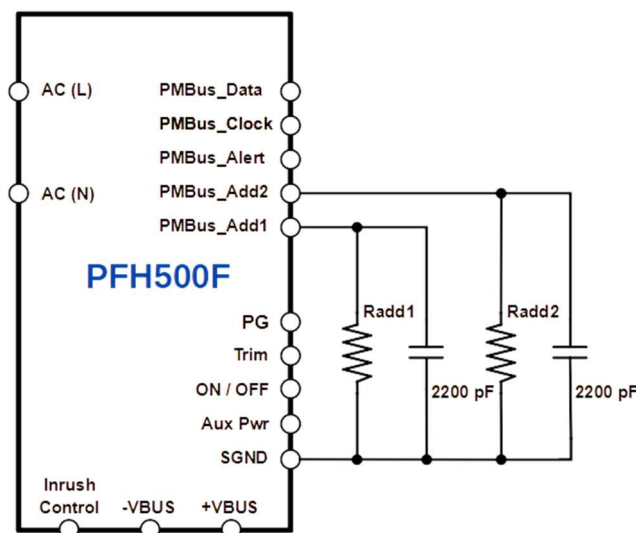 AC (L)
PMBus_Data
PMBus_Clock
PMBus_Alert
AC (N)
PMBus_Add2
PMBus_Add1
PFH500F
Radd1
Radd2
PG
Trim
ON / OFF
2200 pF
2200 pF
Aux Pwr
SGND
Inrush
Control
-VBUS
+VBUS